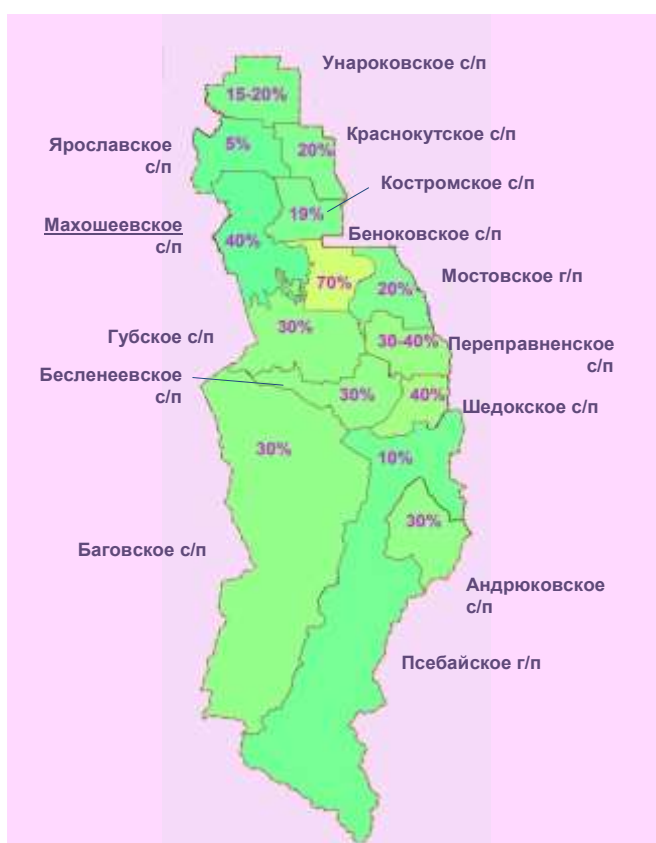 Унароковское с/п
15-20%
Краснокутское с/п
Ярославское
с/п
5%
20%
Костромское с/п
19%
Махошеевское
с/п
40%
Беноковское с/п
Мостовское г/п
70%
20%
Губское с/п
30%
30-40%
Переправненское
с/п
Бесленеевское
с/п
30%
40%
Шедокское с/п
30%
10%
30%
Баговское с/п
Андрюковское
с/п
Псебайское г/п